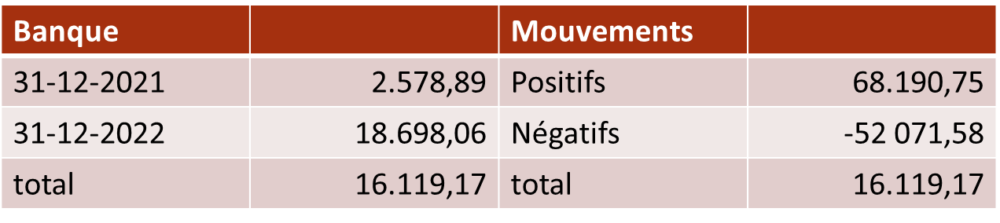 Banque Mouvements
31-12-2021 2.578,89 Positifs 68.190,75
31-12-2022 18.698,06 Négatifs -52 071,58
total 16.119,17 total 16.119,17